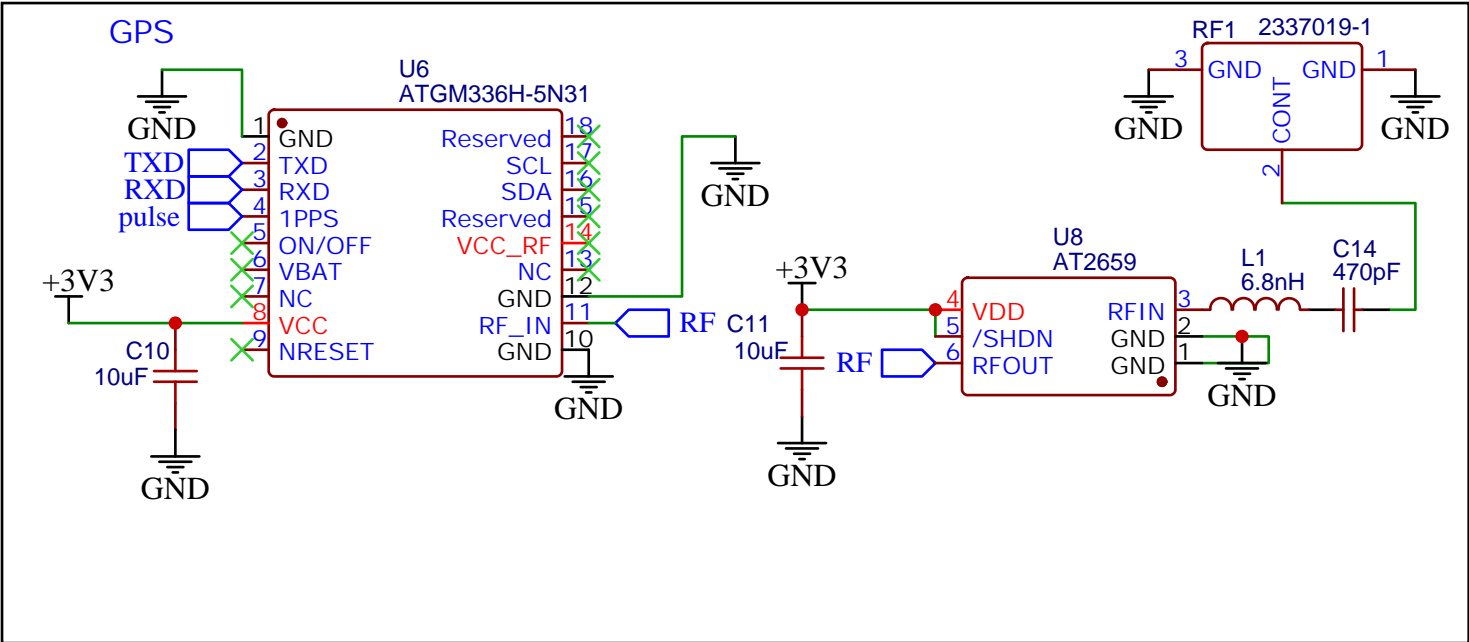 GPS
U6
ATGM336H-5N31
GND
1 GND
TXD 2 TXD
RXD 3 RXD
pulse 4 1PPS
5 ON/OFF
6 VBAT
7 NC
+3V3
8 VCC
9 NRESET
C10
10uF
GND
Reserved 18
SCL 17
SDA 16
Reserved 15
VCC_RF 14
NC 13
GND 12
RF_IN 11 RF
GND 10
GND
GND
RF1 2337019-1
3 GND
GND 1
CONT
2
GND
GND
U8
AT2659
+3V3
C11
10uF
GND
4 VDD
5 /SHDN
RF 6 RFOUT
RFIN 3
GND 2
GND 1
GND
L1
6.8nH
C14
470pF